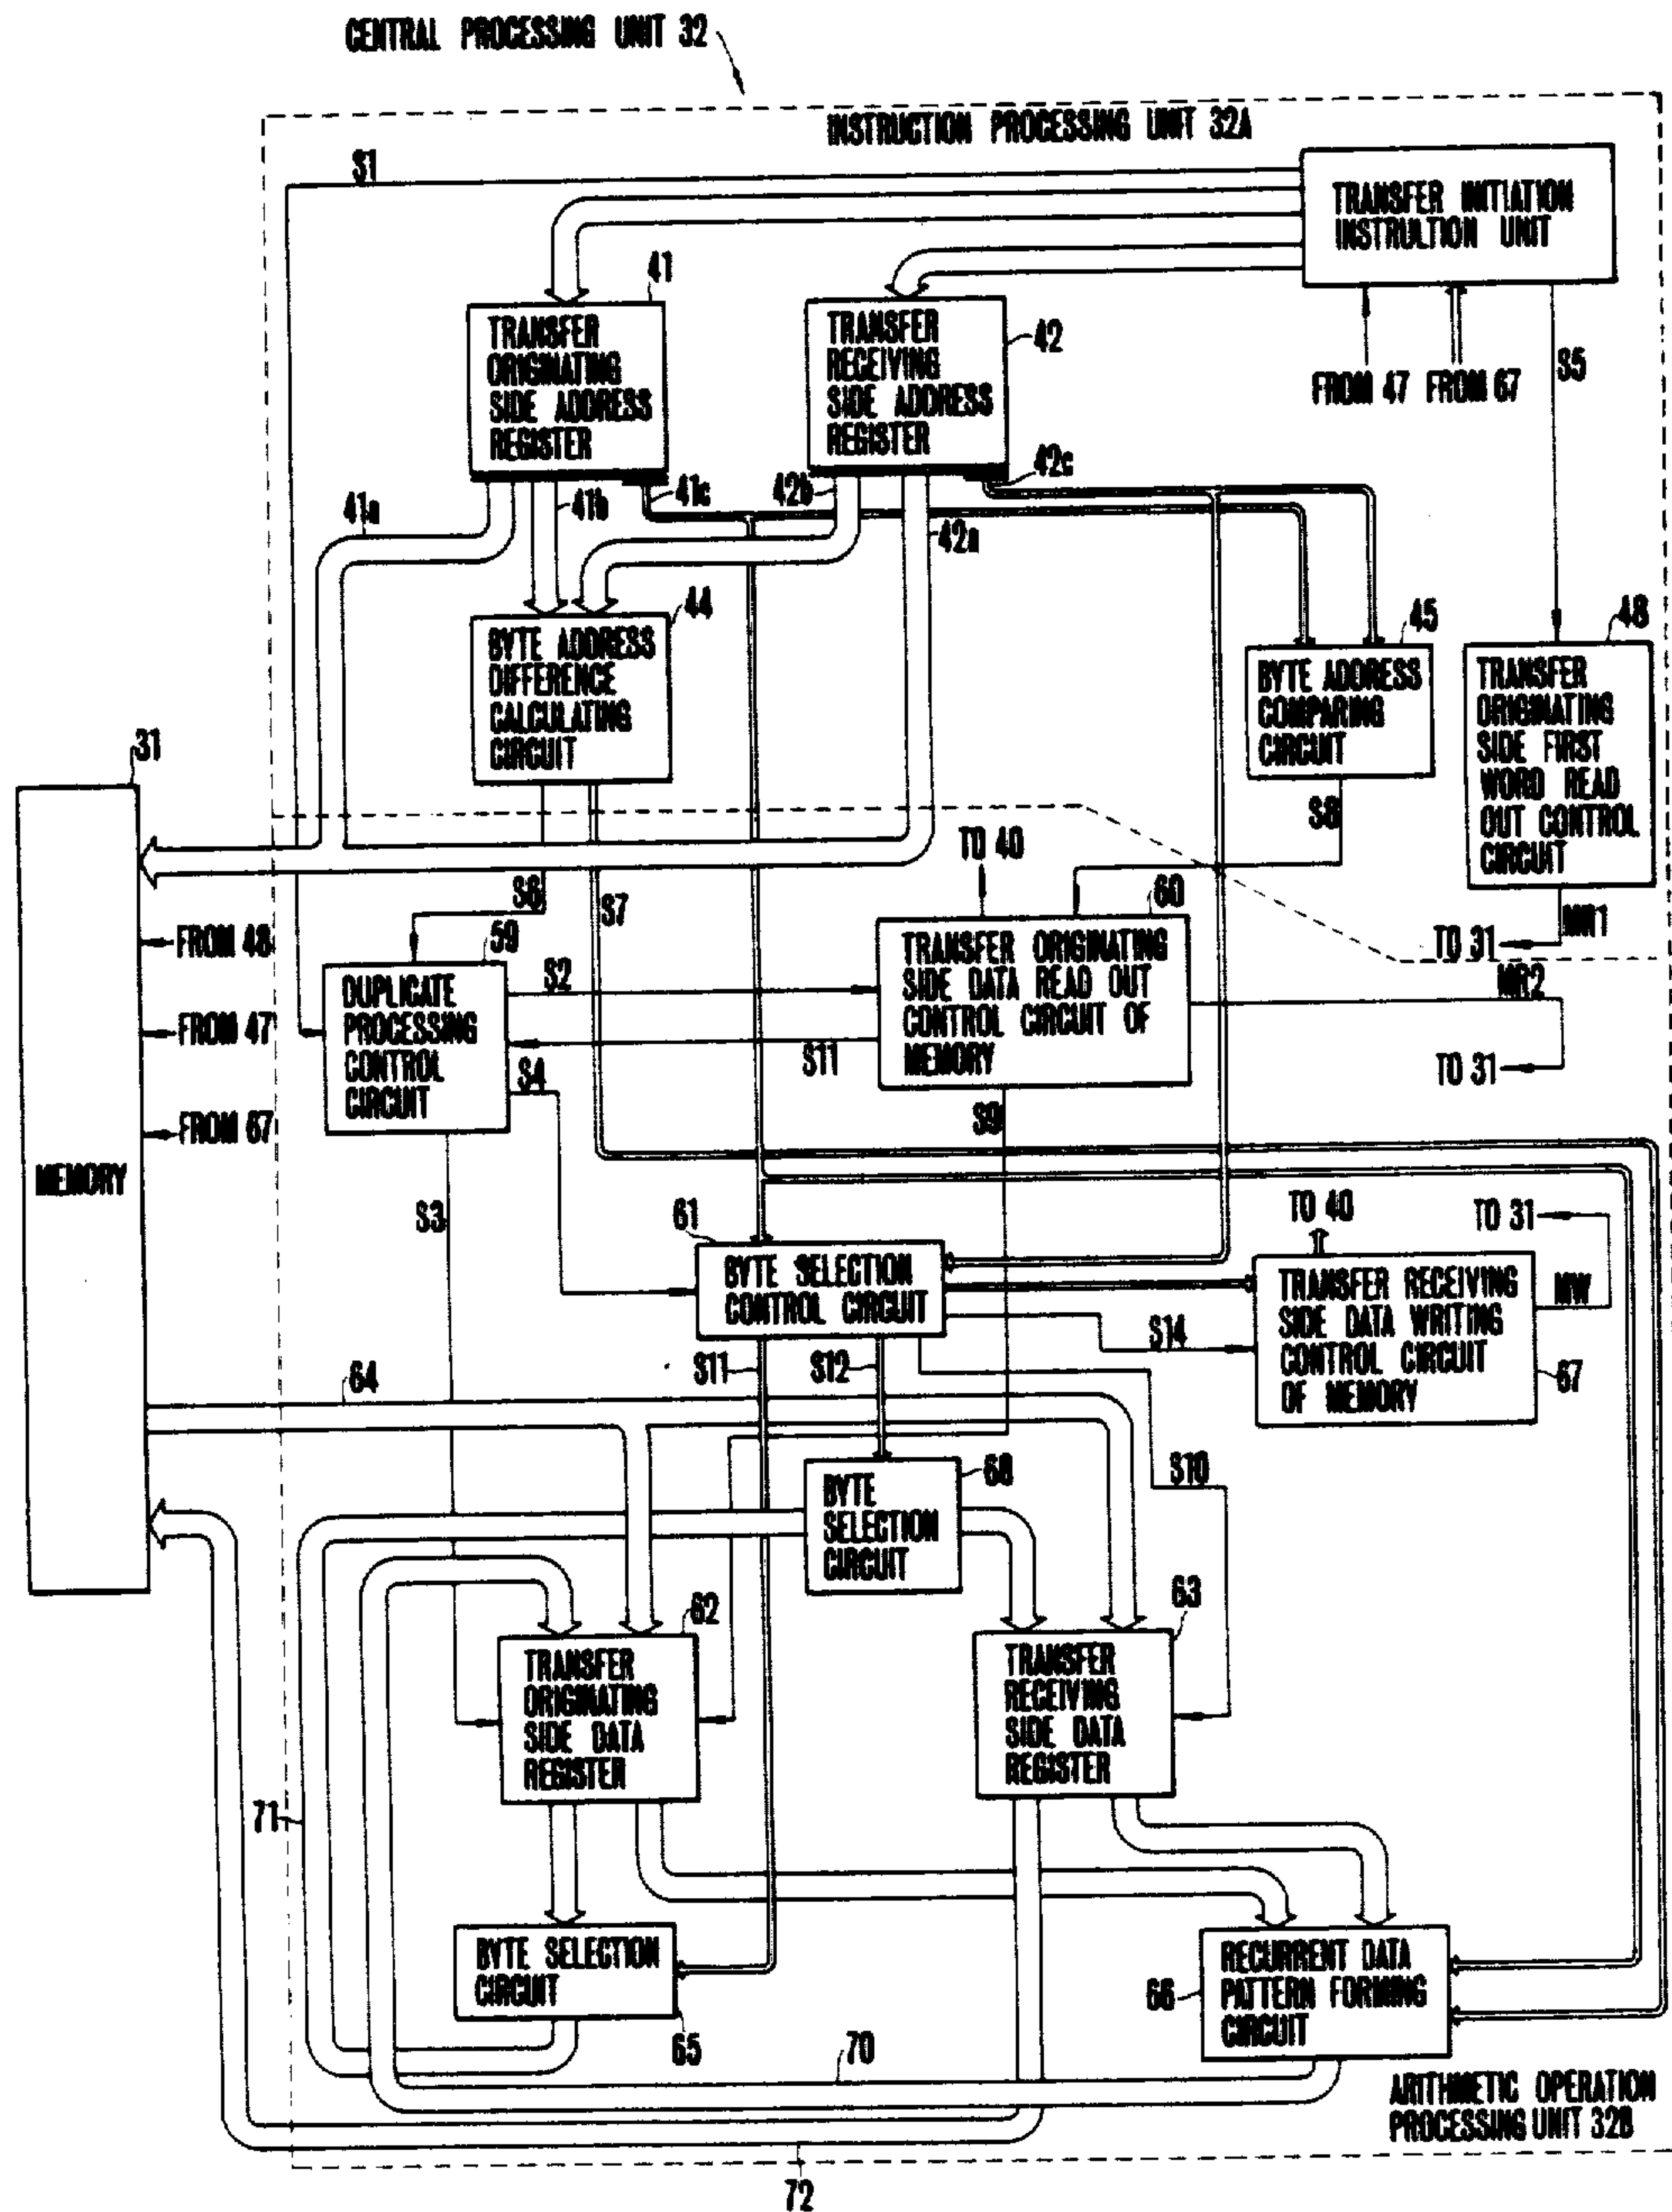 CENTRAL PROCESSING UNIT 32
INSTRUCTION PROCESSING UNIT 32A
S1
TRANSFER INITIATION
INSTRULTION UNIT
41
TRANSFER
ORIGINATING
SIDE ADDRESS
REGISTER
42
TRANSFER
RECEIVING
SIDE ADDRESS
REGISTER
FROM 47
FROM 67
S5
41a
41b
41c
42b
42a
42c
44
BYTE ADDRESS
DIFFERENCE
CALCULATING
CIRCUIT
45
BYTE ADDRESS
COMPARING
CIRCUIT
48
TRANSFER
ORIGINATING
SIDE FIRST
WORD READ
OUT CONTROL
CIRCUIT
31
MEMORY
S8
TO 40
S6
S7
60
MR1
TO 31
FROM 48
59
DUPLICATE
PROCESSING
CONTROL
CIRCUIT
S2
TRANSFER ORIGINATING
SIDE DATA READ OUT
CONTROL CIRCUIT OF
MEMORY
MR2
FROM 47
S11
S4
TO 31
FROM 67
S9
S3
61
BYTE SELECTION
CONTROL CIRCUIT
TO 40
TO 31
TRANSFER RECEIVING
SIDE DATA WRITING
CONTROL CIRCUIT
OF MEMORY
MW
S14
67
S11
S12
64
S10
68
BYTE
SELECTION
CIRCUIT
62
TRANSFER
ORIGINATING
SIDE DATA
REGISTER
63
TRANSFER
RECEIVING
SIDE DATA
REGISTER
71
BYTE SELECTION
CIRCUIT
65
66
RECURRENT DATA
PATTERN FORMING
CIRCUIT
70
ARITHMETIC OPERATION
PROCESSING UNIT 32B
72